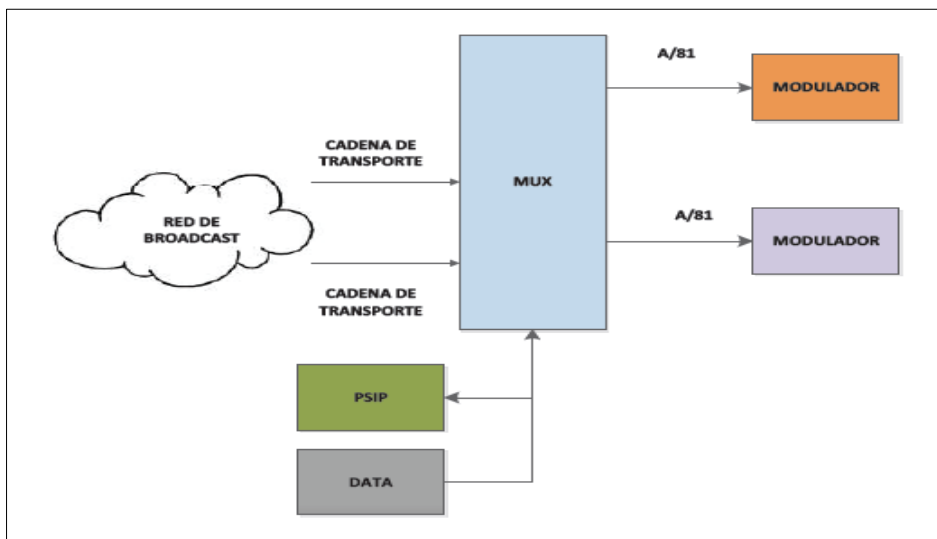 A/81
MODULADOR
CADENA DE
TRANSPORTE
MUX
RED DE
BROADCAST
A/81
MODULADOR
CADENA DE
TRANSPORTE
PSIP
DATA